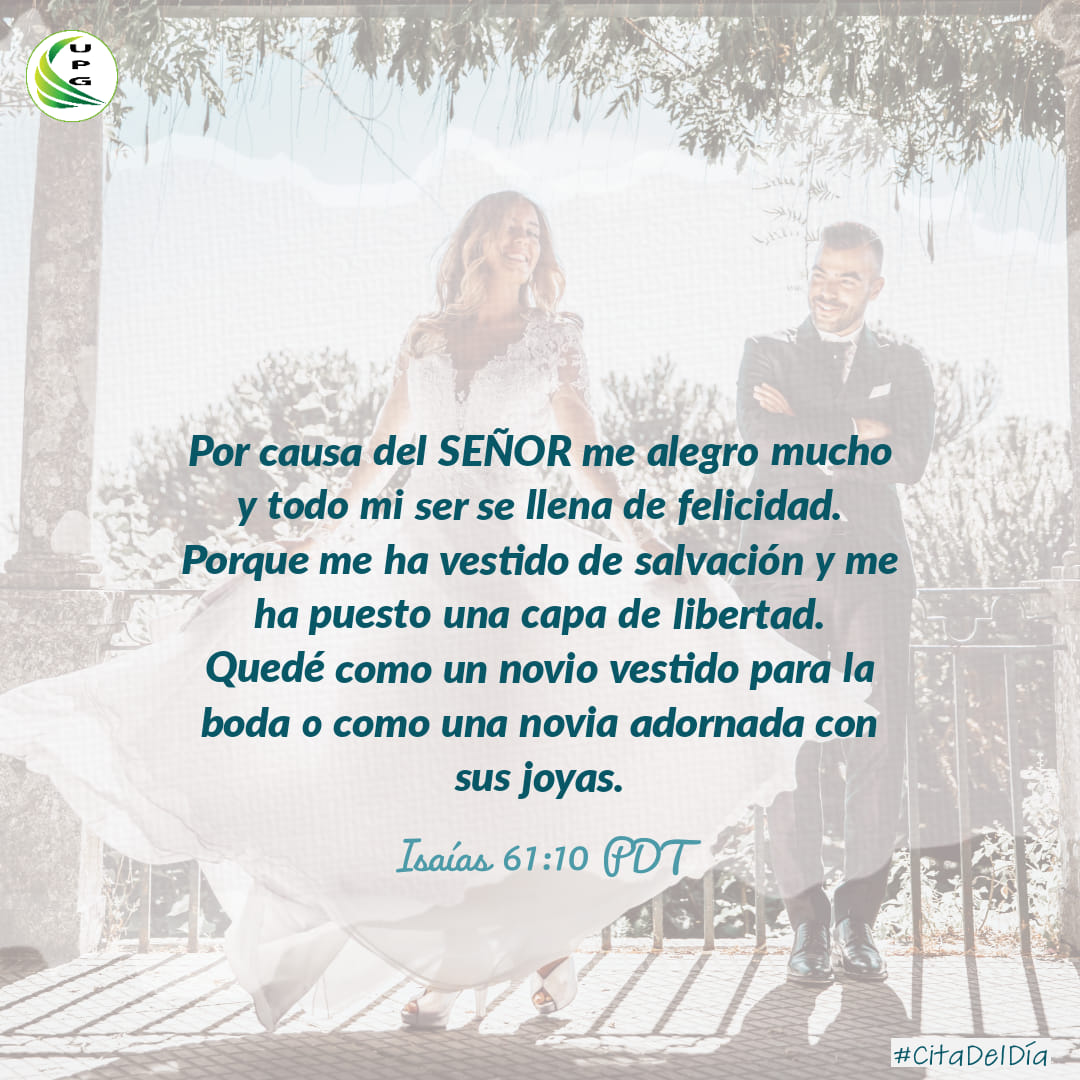 U
P
G
Por causa del SEÑOR me alegro mucho
y todo mi ser se llena de felicidad.
Porque me ha vestido de salvación y me
ha puesto una capa de libertad.
Quedé como un novio vestido para la
boda o como una novia adornada con
sus joyas.
Isaías 61:10 PDT
#CitaDelDía